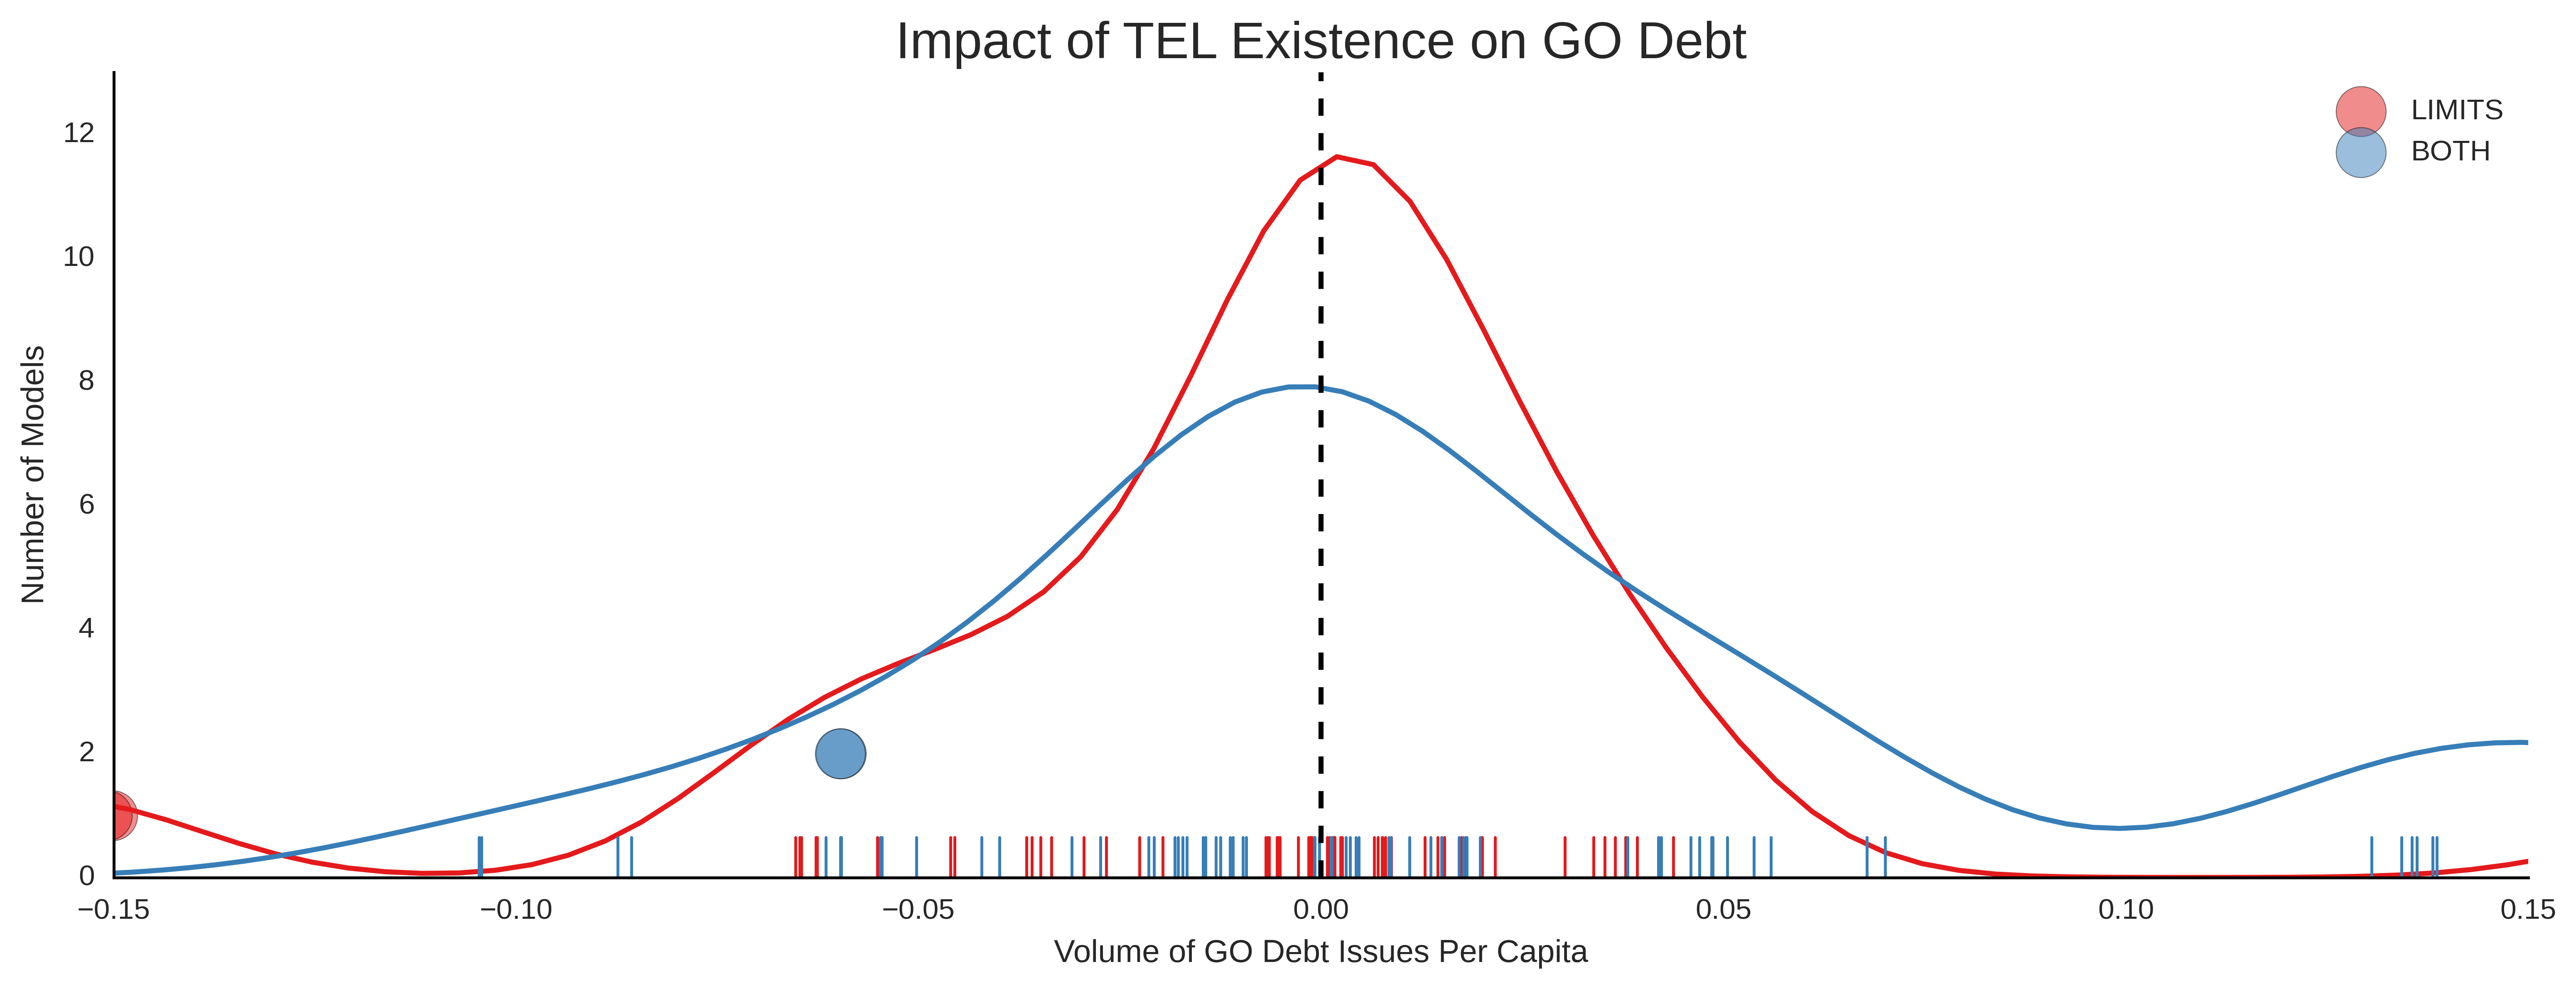 Impact of TEL Existence on GO Debt
LIMITS
BOTH
Number of Models
12
10
8
6
4
2
0
−0.15
−0.10
−0.05
0.00
0.05
0.10
0.15
Volume of GO Debt Issues Per Capita